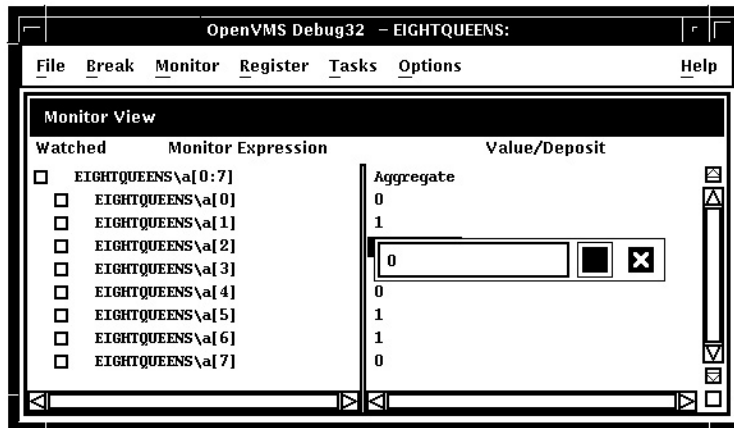 OpenVMS Debug32 – EIGHTQUEENS:
File Break Monitor Register Tasks Options Help
Monitor View
Watched Monitor Expression Value/Deposit
EIGHTQUEENS\a[0:7] Aggregate
EIGHTQUEENS\a[0] 0
EIGHTQUEENS\a[1] 1
EIGHTQUEENS\a[2]
0
EIGHTQUEENS\a[3]
EIGHTQUEENS\a[4] 0
EIGHTQUEENS\a[5] 1
EIGHTQUEENS\a[6] 1
EIGHTQUEENS\a[7] 0